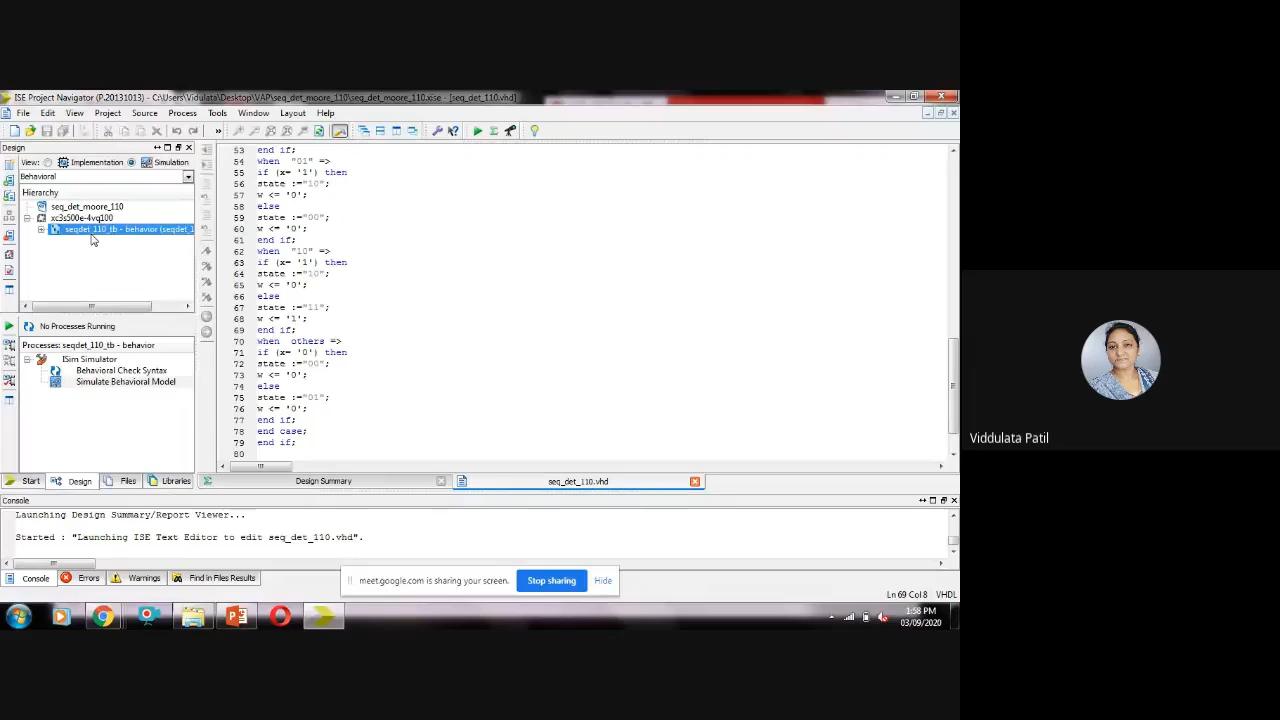 ISE Project Navigator (P.20131013) - C:\Users\Vidulata\Desktop\VAP\seq_det_moore_110\seq_det_moore_110.xise - [seq_det_110.vhd]
File Edit View Project Source Process Tools Window Layout Help
Design
View: Implementation Simulation
Behavioral
Hierarchy
seq_det_moore_110
xc3s500e-4vq100
seqdet_110_tb - behavior (seqdet_1
No Processes Running
Processes: seqdet_110_tb - behavior
ISim Simulator
Behavioral Check Syntax
Simulate Behavioral Model
Start Design Files Libraries
53 end if;
54 when "01" =>
55 if (x= '1') then
56 state :="10";
57 w <= '0';
58 else
59 state :="00";
60 w <= '0';
61 end if;
62 when "10" =>
63 if (x= '1') then
64 state :="10";
65 w <= '0';
66 else
67 state :="11";
68 w <= '1';
69 end if;
70 when others =>
71 if (x= '0') then
72 state :="00";
73 w <= '0';
74 else
75 state :="01";
76 w <= '0';
77 end if;
78 end case;
79 end if;
80
Design Summary seq_det_110.vhd
Console
Launching Design Summary/Report Viewer...
Started : "Launching ISE Text Editor to edit seq_det_110.vhd".
Console Errors Warnings Find in Files Results
meet.google.com is sharing your screen. Stop sharing Hide
Ln 69 Col 8 VHDL
1:58 PM
03/09/2020
Viddulata Patil